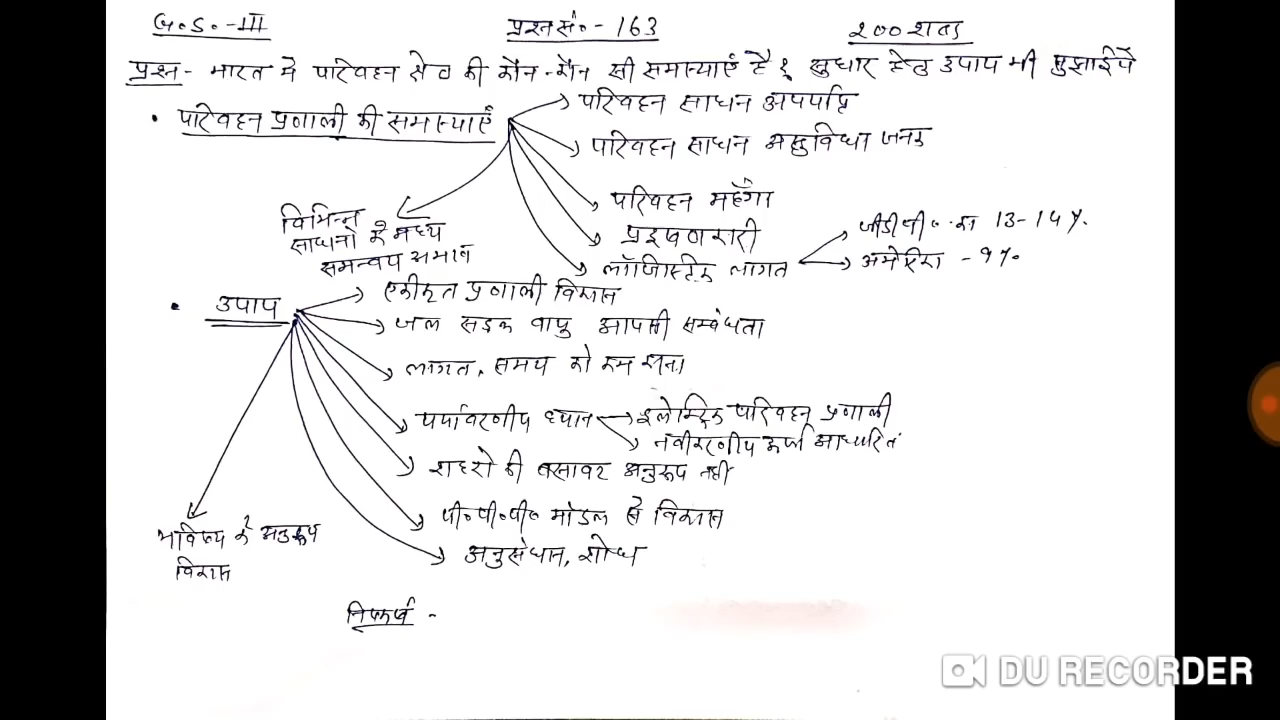 G.S.-III
प्रश्न सं०-163
200 शब्द
प्रश्न- भारत मे परिवहन क्षेत्र की कौन-कौन सी समस्याएं है? सुधार हेतु उपाय भी सुझाईये
• परिवहन प्रणाली की समस्याएं
परिवहन साधन अपर्याप्त
परिवहन साधन असुविधा जनक
परिवहन महँगा
प्रदूषणकारी
लॉजिस्टिक लागत
जीडीपी० का 13-14%.
अमेरिका - 9%
विभिन्न
साधनो के मध्य
समन्वय अभाव
• उपाय
एकीकृत प्रणाली विकास
जल सडक वायु आपसी सम्बंधता
लागत, समय को कम करना
पर्यावरणीय ध्यान
इलेक्ट्रिक परिवहन प्रणाली
नवीकरणीय ऊर्जा आधारित
शहरो की बसावट अनुरूप नही
पी०पी०पी० मॉडल से विकास
अनुसंधान, शोध
भविष्य के अनुरूप
विकास
निष्कर्ष -
DU RECORDER